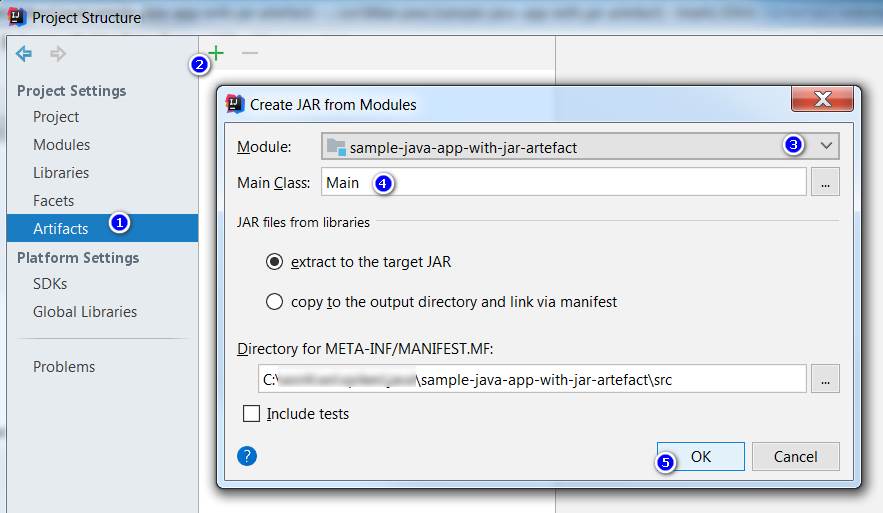 Project Structure
2
Project Settings
Project
Modules
Libraries
Facets
Artifacts 1
Platform Settings
SDKs
Global Libraries
Problems
Create JAR from Modules
Module: sample-java-app-with-jar-artefact 3
Main Class: Main 4 ...
JAR files from libraries
extract to the target JAR
copy to the output directory and link via manifest
Directory for META-INF/MANIFEST.MF:
C:\ \sample-java-app-with-jar-artefact\src ...
Include tests
? 5 OK Cancel